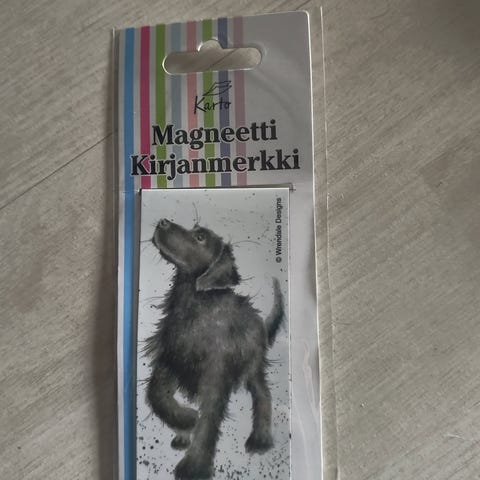 Karto
Magneetti
Kirjanmerkki
© Wrendale Designs